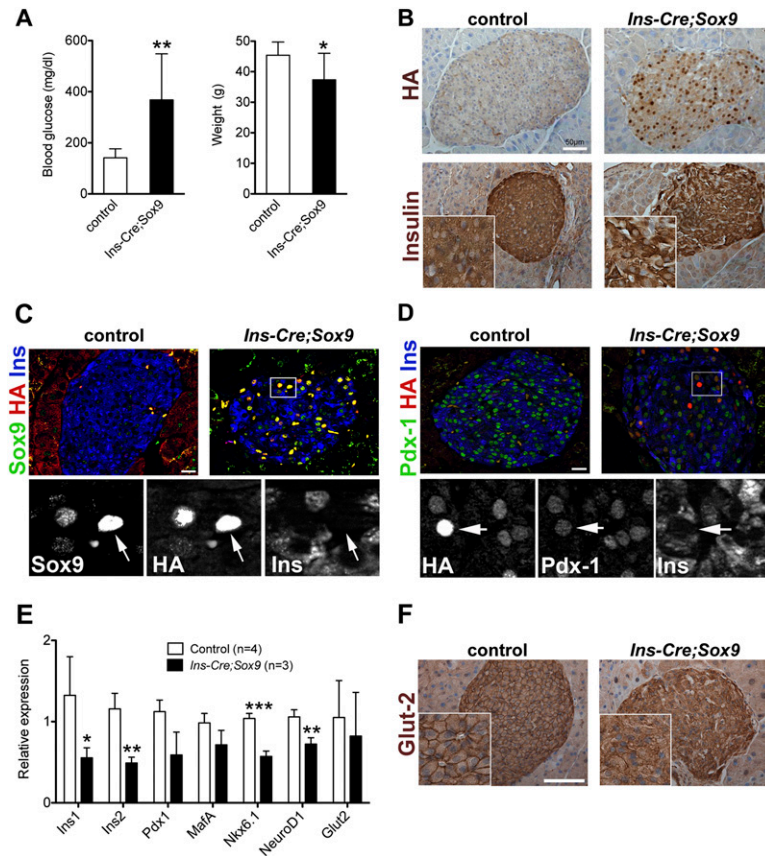 A
Blood glucose (mg/dl)
600
400
200
0
**
control
Ins-Cre;Sox9
Weight (g)
50
40
30
20
10
0
*
control
Ins-Cre;Sox9
B
control
Ins-Cre;Sox9
HA
50µm
Insulin
C
control
Ins-Cre;Sox9
Sox9 HA Ins
Sox9
HA
Ins
D
control
Ins-Cre;Sox9
Pdx-1 HA Ins
HA
Pdx-1
Ins
E
Relative expression
2
1
0
Control (n=4)
Ins-Cre;Sox9 (n=3)
*
**
***
**
Ins1
Ins2
Pdx1
MafA
Nkx6.1
NeuroD1
Glut2
F
control
Ins-Cre;Sox9
Glut-2